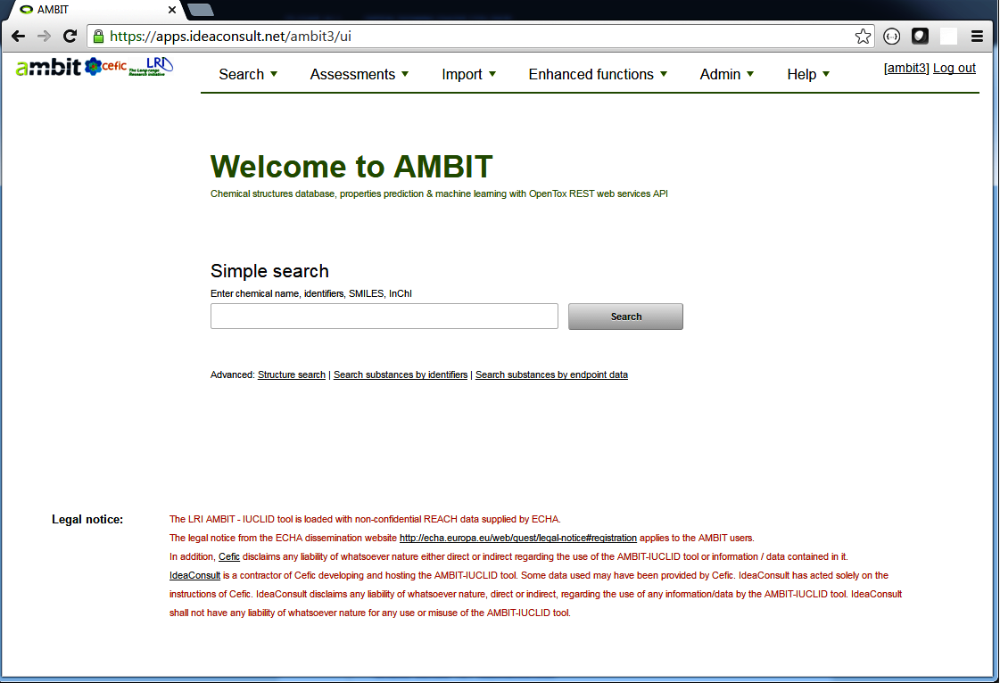 AMBIT
https://apps.ideaconsult.net/ambit3/ui
ambit cefic LRI The Long-range Research Initiative
Search Assessments Import Enhanced functions Admin Help [ambit3] Log out
Welcome to AMBIT
Chemical structures database, properties prediction & machine learning with OpenTox REST web services API
Simple search
Enter chemical name, identifiers, SMILES, InChI
Search
Advanced: Structure search | Search substances by identifiers | Search substances by endpoint data
Legal notice: The LRI AMBIT - IUCLID tool is loaded with non-confidential REACH data supplied by ECHA.
The legal notice from the ECHA dissemination website http://echa.europa.eu/web/guest/legal-notice#registration applies to the AMBIT users.
In addition, Cefic disclaims any liability of whatsoever nature either direct or indirect regarding the use of the AMBIT-IUCLID tool or information / data contained in it.
IdeaConsult is a contractor of Cefic developing and hosting the AMBIT-IUCLID tool. Some data used may have been provided by Cefic. IdeaConsult has acted solely on the
instructions of Cefic. IdeaConsult disclaims any liability of whatsoever nature, direct or indirect, regarding the use of any information/data by the AMBIT-IUCLID tool. IdeaConsult
shall not have any liability of whatsoever nature for any use or misuse of the AMBIT-IUCLID tool.